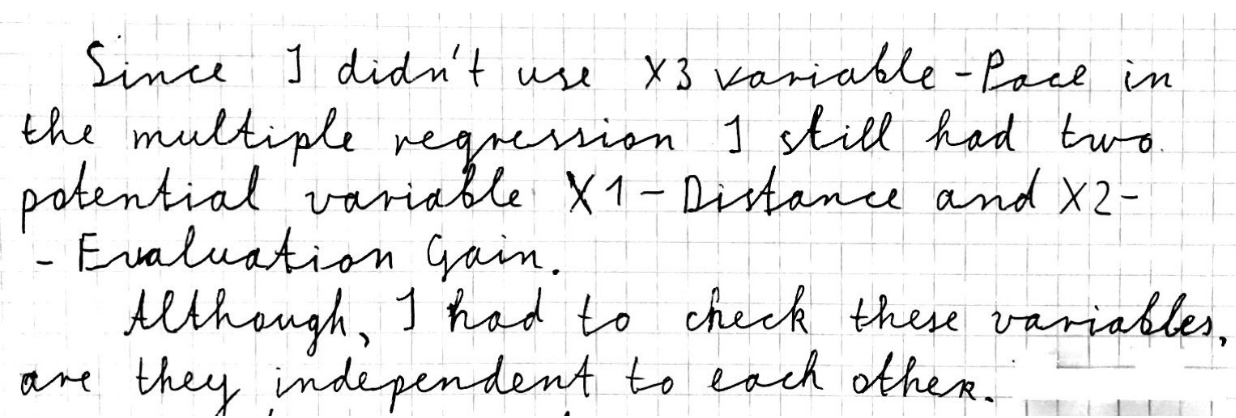 Since I didn't use X3 variable - Pace in
the multiple regression I still had two
potential variable X1 - Distance and X2 -
- Evaluation Gain.
Although, I had to check these variables,
are they independent to each other.